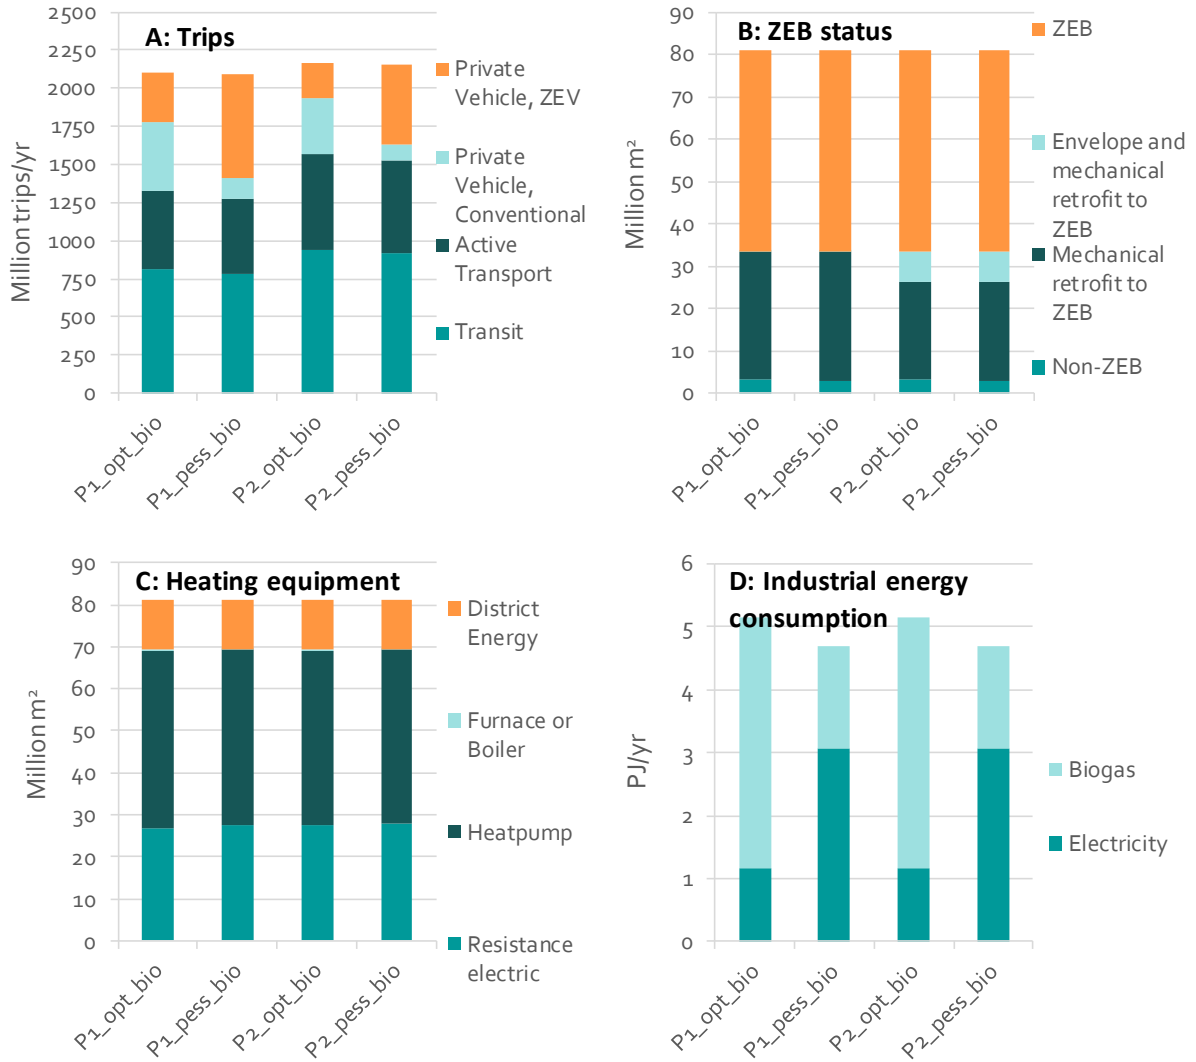 A: Trips
Million trips/yr
2500
2250
2000
1750
1500
1250
1000
750
500
250
0
P1_opt_bio
P1_pess_bio
P2_opt_bio
P2_pess_bio
Private
Vehicle, ZEV
Private
Vehicle,
Conventional
Active
Transport
Transit
B: ZEB status
Million m²
90
80
70
60
50
40
30
20
10
0
P1_opt_bio
P1_pess_bio
P2_opt_bio
P2_pess_bio
ZEB
Envelope and
mechanical
retrofit to
ZEB
Mechanical
retrofit to
ZEB
Non-ZEB
C: Heating equipment
Million m²
90
80
70
60
50
40
30
20
10
0
P1_opt_bio
P1_pess_bio
P2_opt_bio
P2_pess_bio
District
Energy
Furnace or
Boiler
Heatpump
Resistance
electric
D: Industrial energy
consumption
PJ/yr
6
5
4
3
2
1
0
P1_opt_bio
P1_pess_bio
P2_opt_bio
P2_pess_bio
Biogas
Electricity